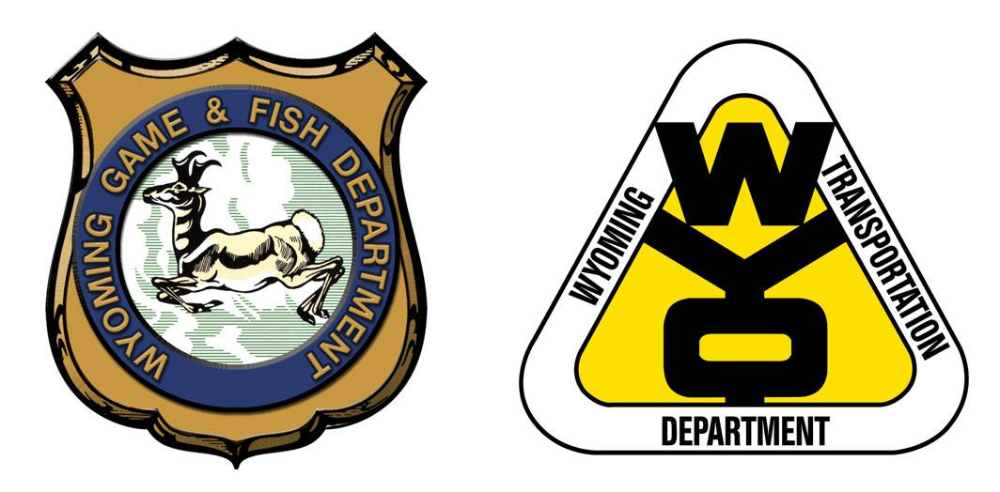 WYOMING GAME & FISH DEPARTMENT
WYO
WYOMING
TRANSPORTATION
DEPARTMENT